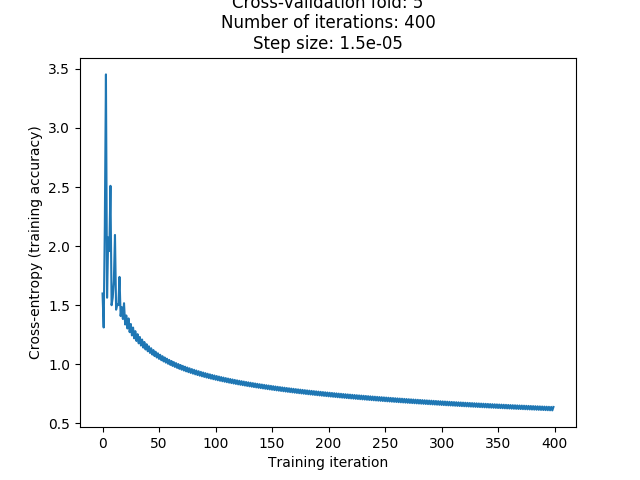 Cross-validation fold: 5
Number of iterations: 400
Step size: 1.5e-05
3.5
3.0
2.5
2.0
1.5
1.0
0.5
Cross-entropy (training accuracy)
0 50 100 150 200 250 300 350 400
Training iteration